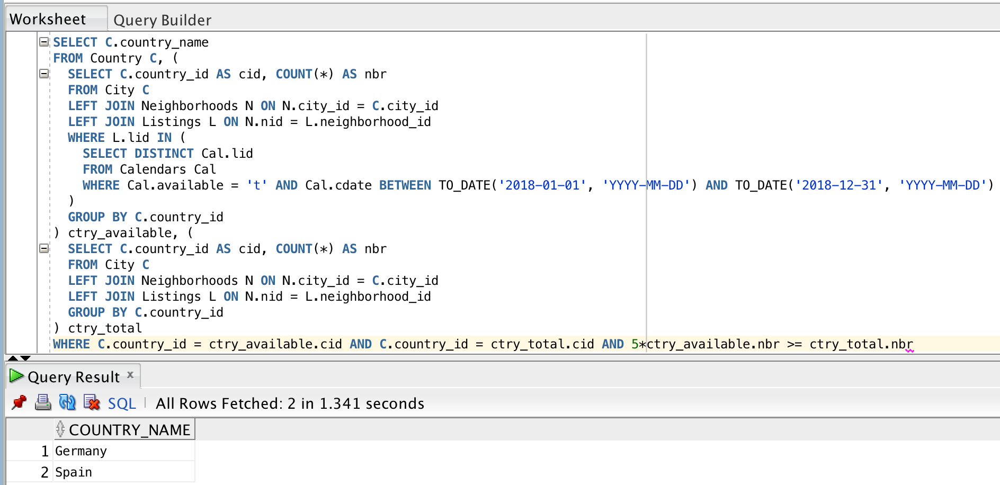 Worksheet Query Builder
SELECT C.country_name
FROM Country C, (
  SELECT C.country_id AS cid, COUNT(*) AS nbr
  FROM City C
  LEFT JOIN Neighborhoods N ON N.city_id = C.city_id
  LEFT JOIN Listings L ON N.nid = L.neighborhood_id
  WHERE L.lid IN (
    SELECT DISTINCT Cal.lid
    FROM Calendars Cal
    WHERE Cal.available = 't' AND Cal.cdate BETWEEN TO_DATE('2018-01-01', 'YYYY-MM-DD') AND TO_DATE('2018-12-31', 'YYYY-MM-DD')
  )
  GROUP BY C.country_id
) ctry_available, (
  SELECT C.country_id AS cid, COUNT(*) AS nbr
  FROM City C
  LEFT JOIN Neighborhoods N ON N.city_id = C.city_id
  LEFT JOIN Listings L ON N.nid = L.neighborhood_id
  GROUP BY C.country_id
) ctry_total
WHERE C.country_id = ctry_available.cid AND C.country_id = ctry_total.cid AND 5*ctry_available.nbr >= ctry_total.nbr
Query Result x
SQL | All Rows Fetched: 2 in 1.341 seconds
COUNTRY_NAME
1 Germany
2 Spain